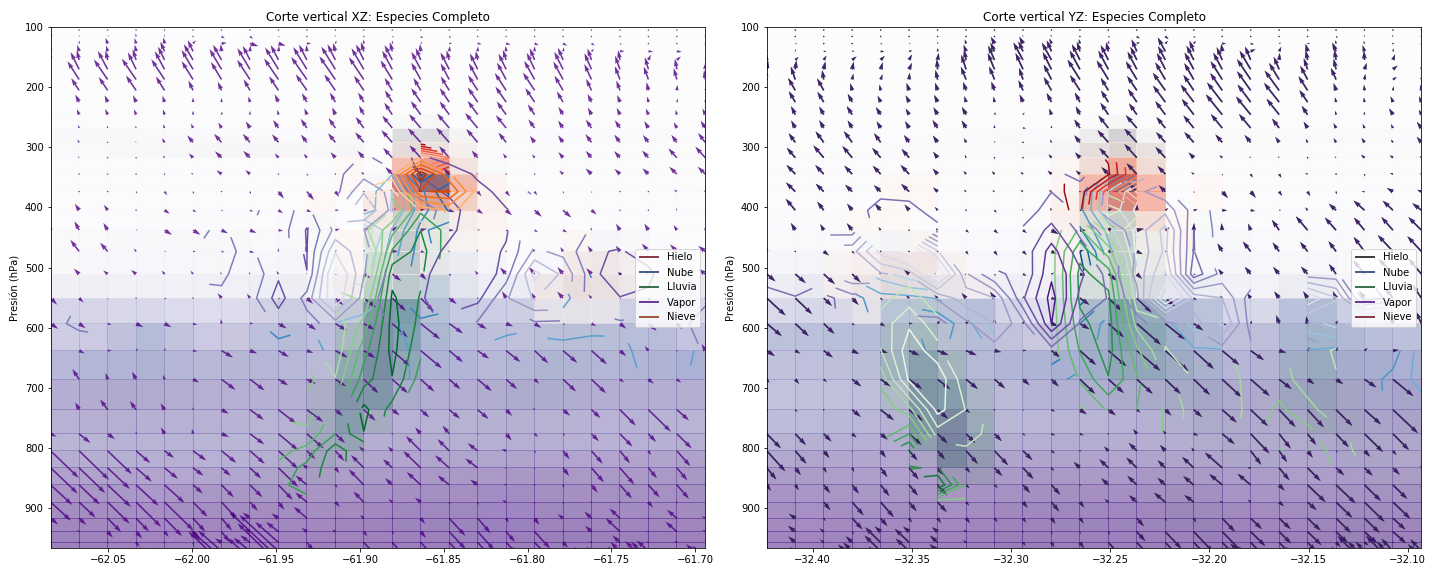 Corte vertical XZ: Especies Completo
Presión (hPa)
100
200
300
400
500
600
700
800
900
−62.05
−62.00
−61.95
−61.90
−61.85
−61.80
−61.75
−61.70
Hielo
Nube
Lluvia
Vapor
Nieve
Corte vertical YZ: Especies Completo
Presión (hPa)
100
200
300
400
500
600
700
800
900
−32.40
−32.35
−32.30
−32.25
−32.20
−32.15
−32.10
Hielo
Nube
Lluvia
Vapor
Nieve